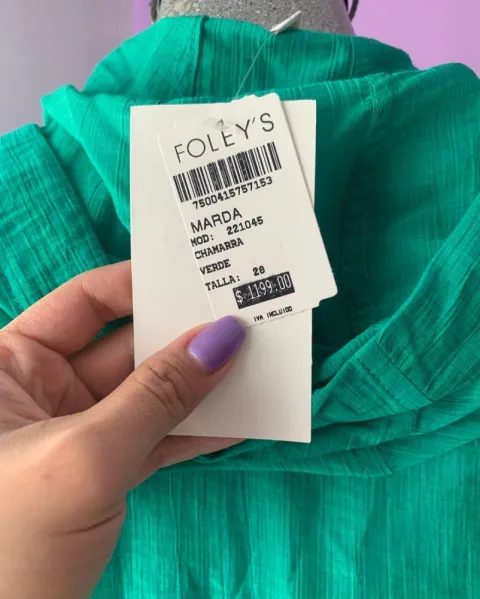 FOLEY'S
7500415757153
MARDA
MOD: 221045
CHAMARRA
VERDE
TALLA: 28
$ 1199.00
IVA INCLUIDO